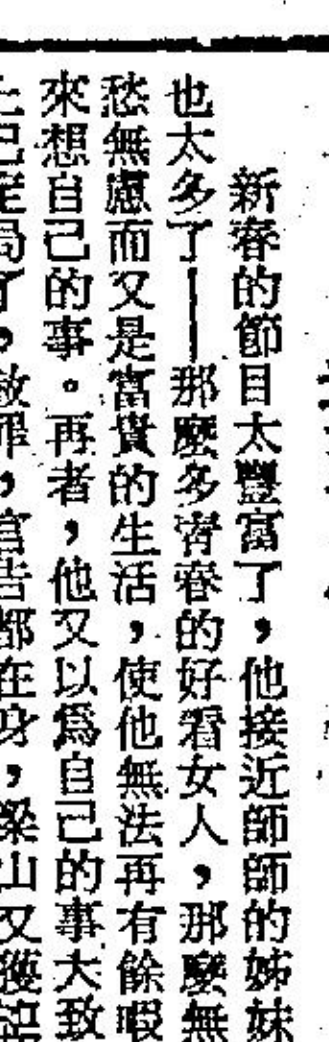 新春的節目太豐富了，他接近師師的姊妹
也太多了——那麼多青春的好看女人，那麼無
愁無慮而又是富貴的生活，使他無法再有餘暇
來想自己的事。再者，他又以爲自己的事大致
上已定局了，赦罪，官告都在身，梁山又獲詔